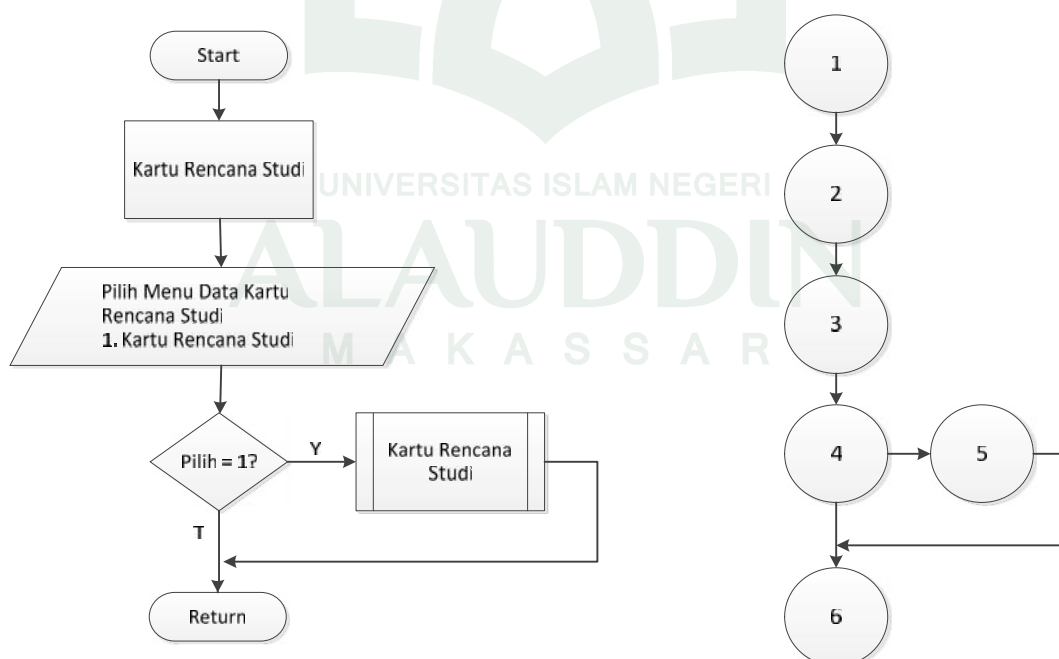 Start
Kartu Rencana Studi
Pilih Menu Data Kartu
Rencana Studi
1. Kartu Rencana Studi
Pilih = 1?
Y
Kartu Rencana
Studi
T
Return
1
2
3
4
5
6
UNIVERSITAS ISLAM NEGERI
ALAUDDIN
MAKASSAR